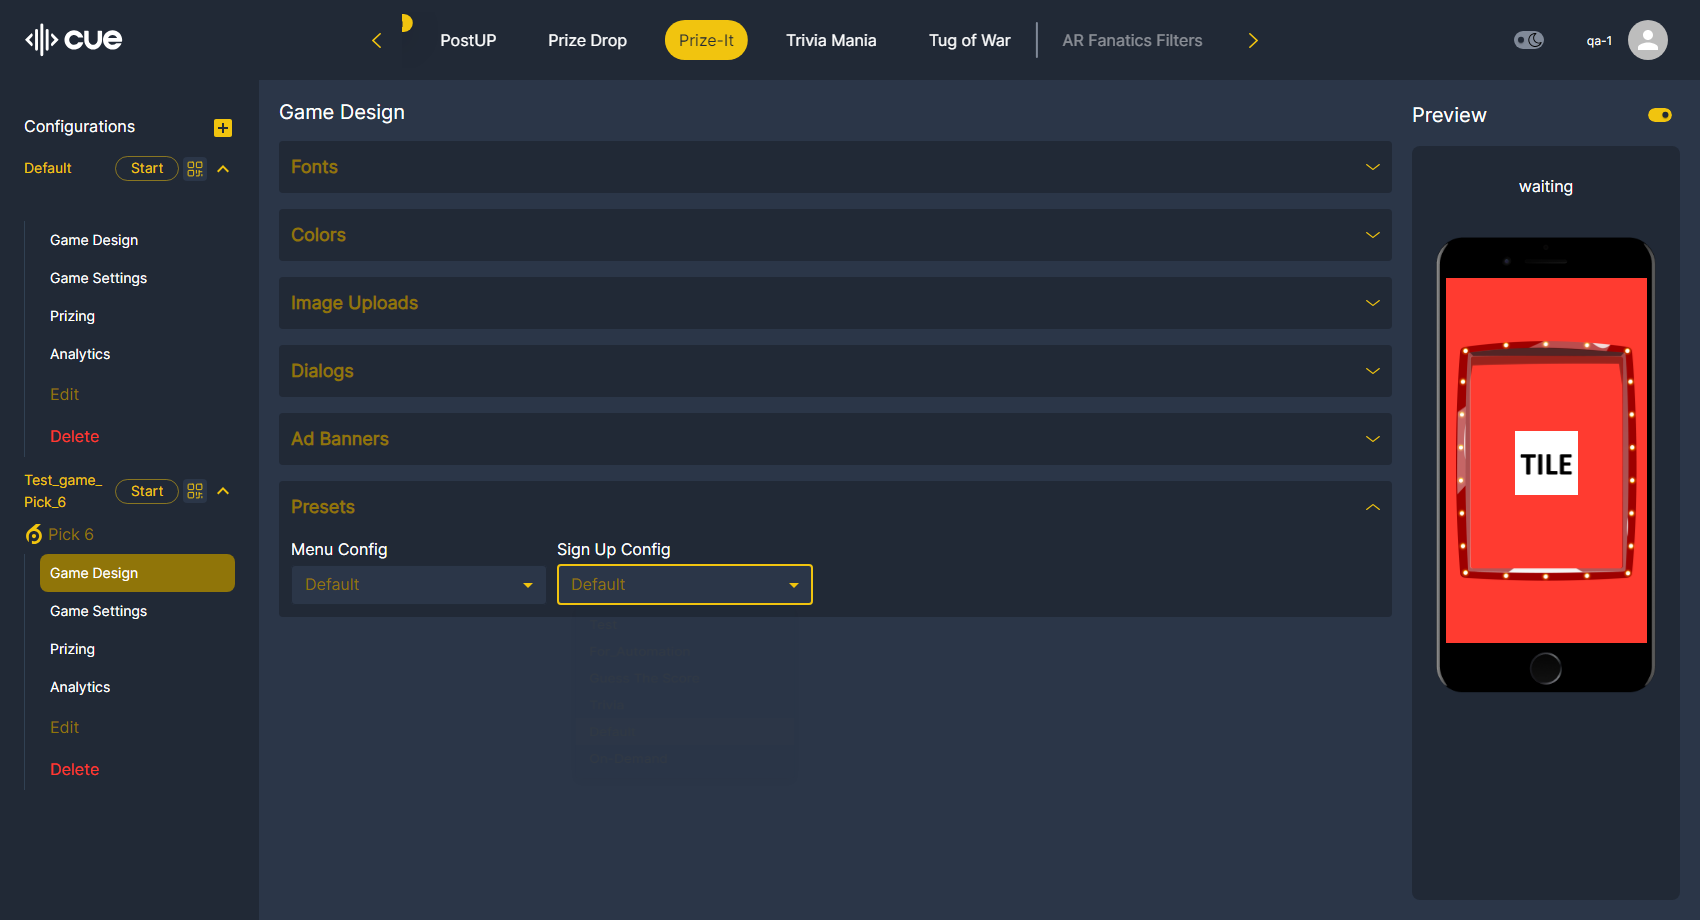 cue
PostUP
Prize Drop
Prize-It
Trivia Mania
Tug of War
AR Fanatics Filters
qa-1
Configurations
Default
Start
Game Design
Game Settings
Prizing
Analytics
Edit
Delete
Test_game_
Pick_6
Start
Pick 6
Game Design
Game Settings
Prizing
Analytics
Edit
Delete
Game Design
Fonts
Colors
Image Uploads
Dialogs
Ad Banners
Presets
Menu Config
Sign Up Config
Default
Default
Preview
waiting
TILE